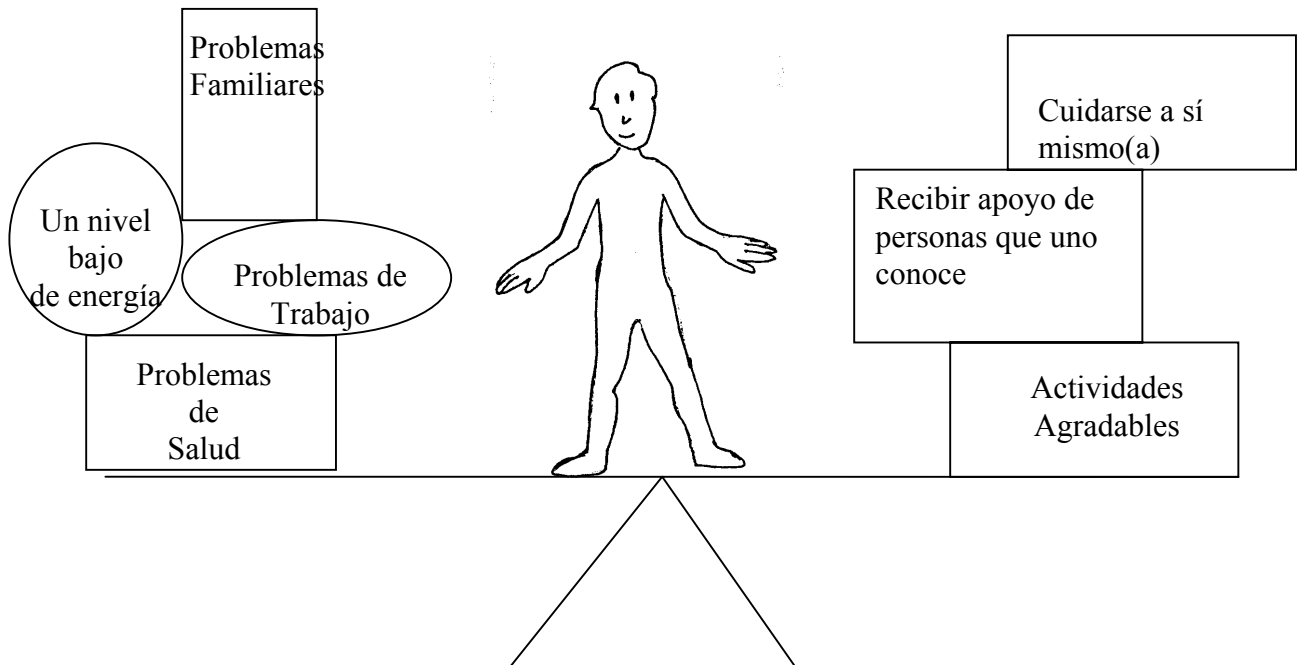 Problemas
Familiares
Un nivel
bajo
de energía
Problemas de
Trabajo
Problemas
de
Salud
Cuidarse a sí
mismo(a)
Recibir apoyo de
personas que uno
conoce
Actividades
Agradables